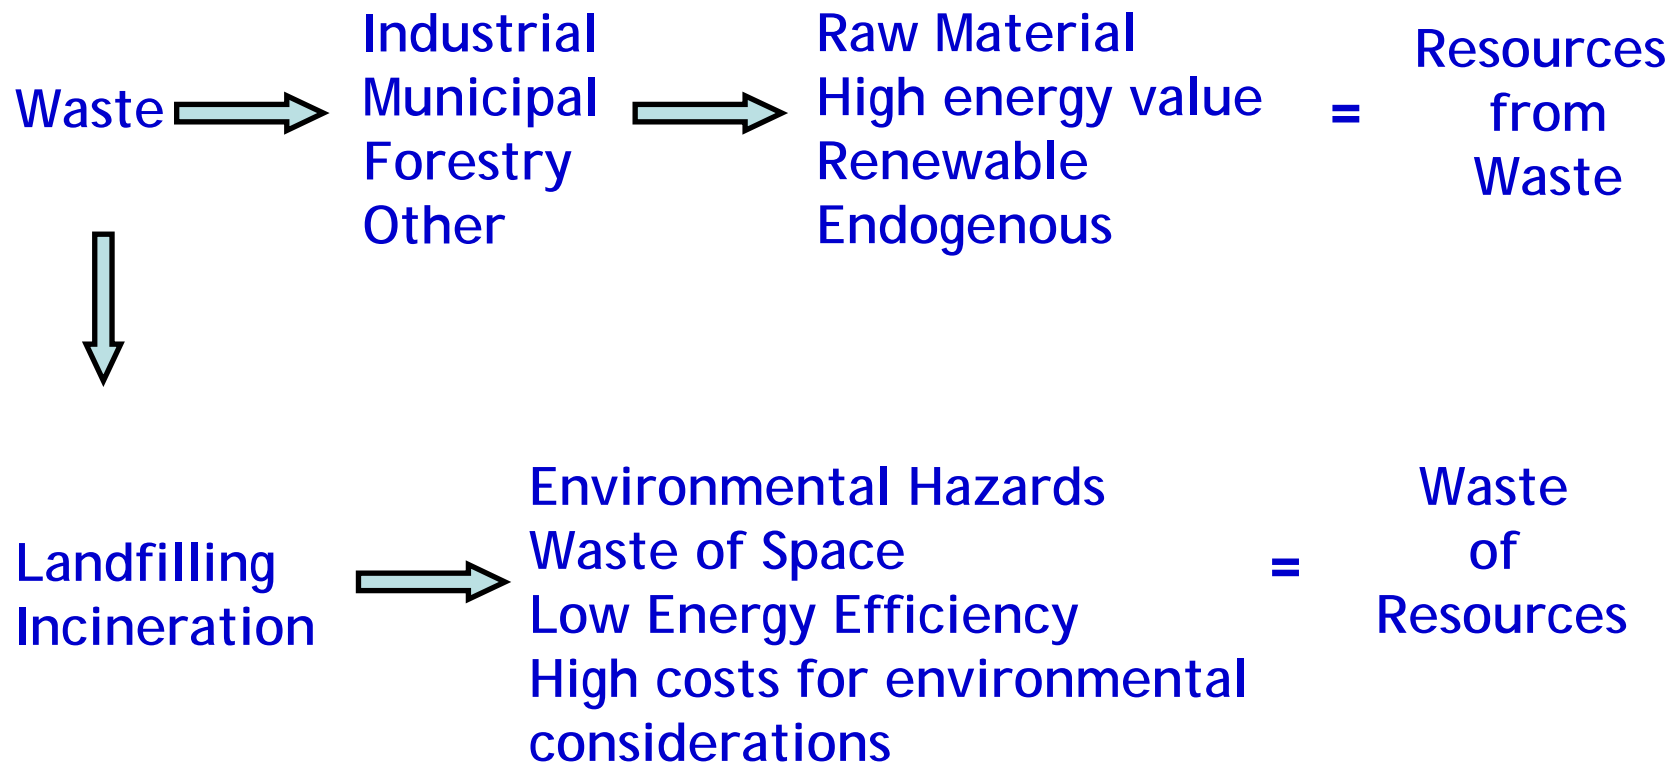 Waste
Industrial
Municipal
Forestry
Other
Raw Material
High energy value
Renewable
Endogenous
=
Resources
from
Waste
Landfilling
Incineration
Environmental Hazards
Waste of Space
Low Energy Efficiency
High costs for environmental
considerations
=
Waste
of
Resources